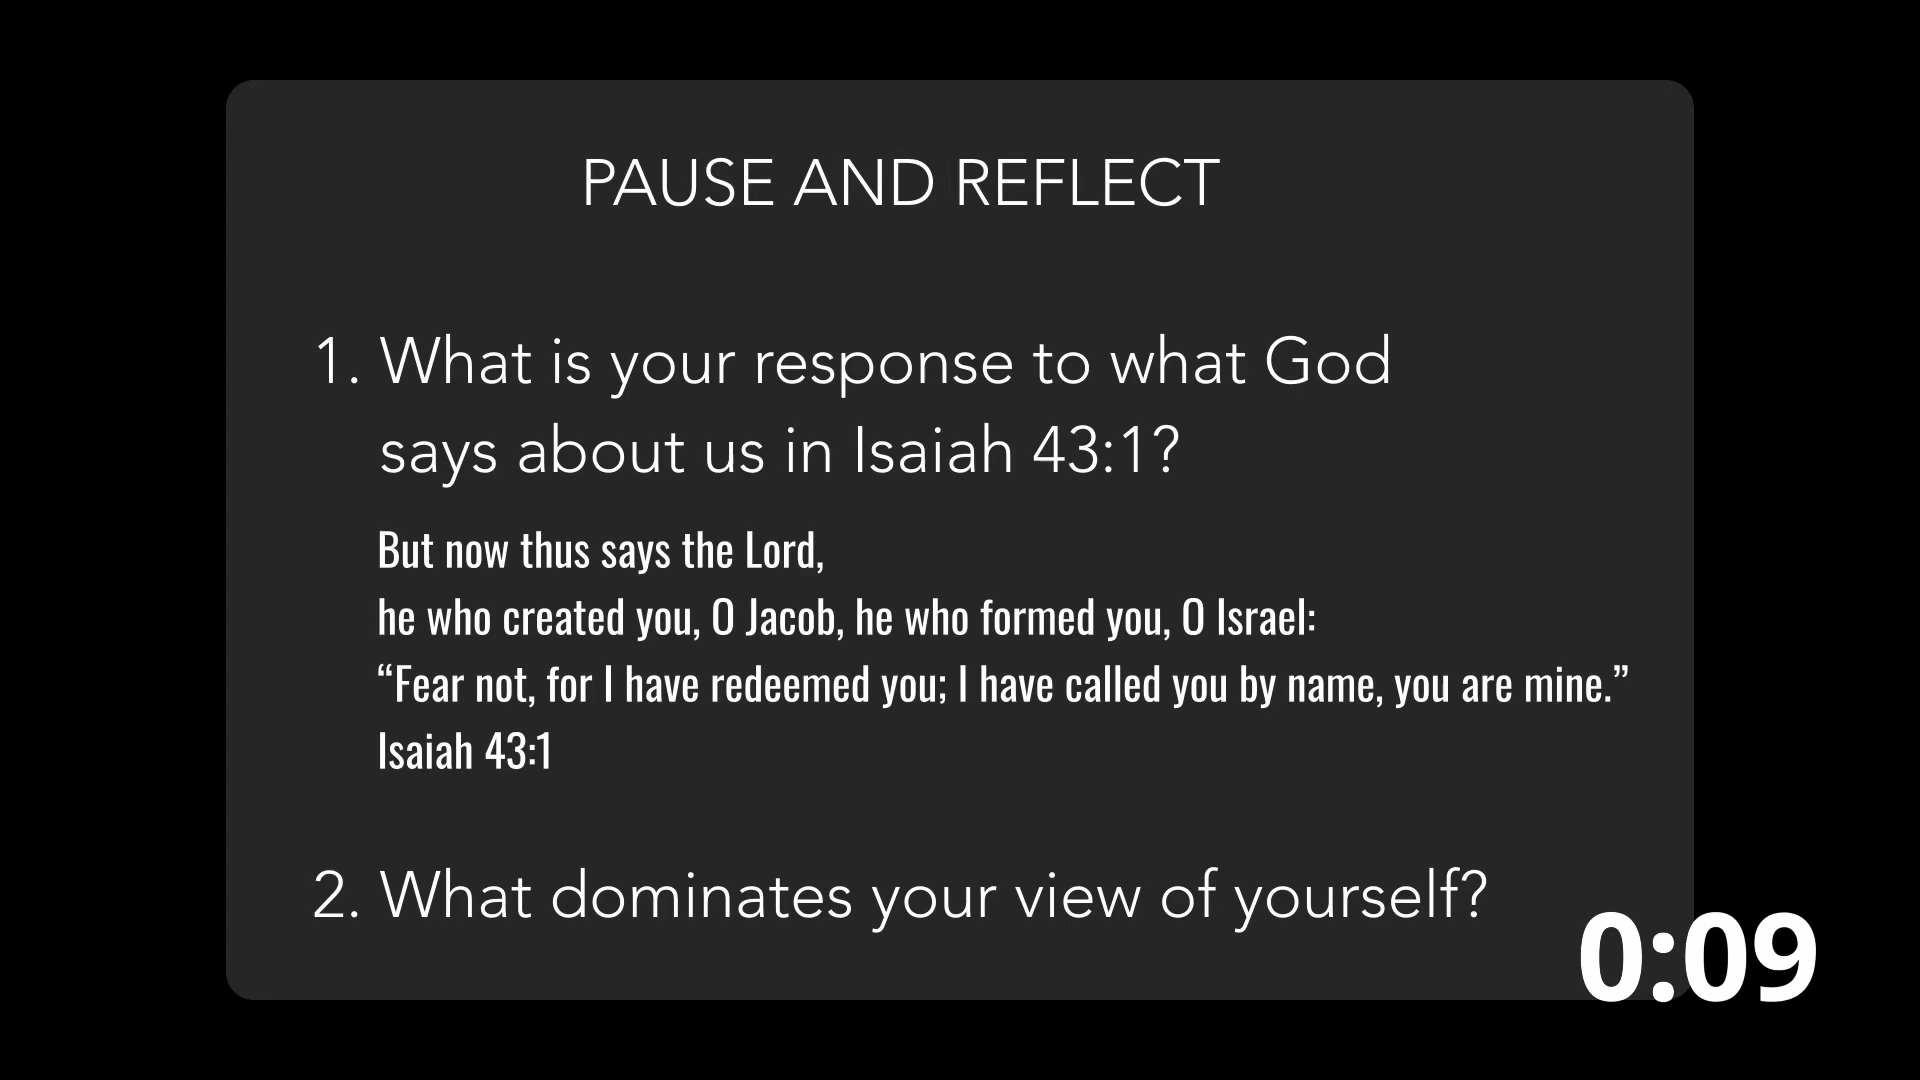 PAUSE AND REFLECT
1. What is your response to what God
says about us in Isaiah 43:1?
But now thus says the Lord,
he who created you, O Jacob, he who formed you, O Israel:
“Fear not, for I have redeemed you; I have called you by name, you are mine.”
Isaiah 43:1
2. What dominates your view of yourself?
0:09